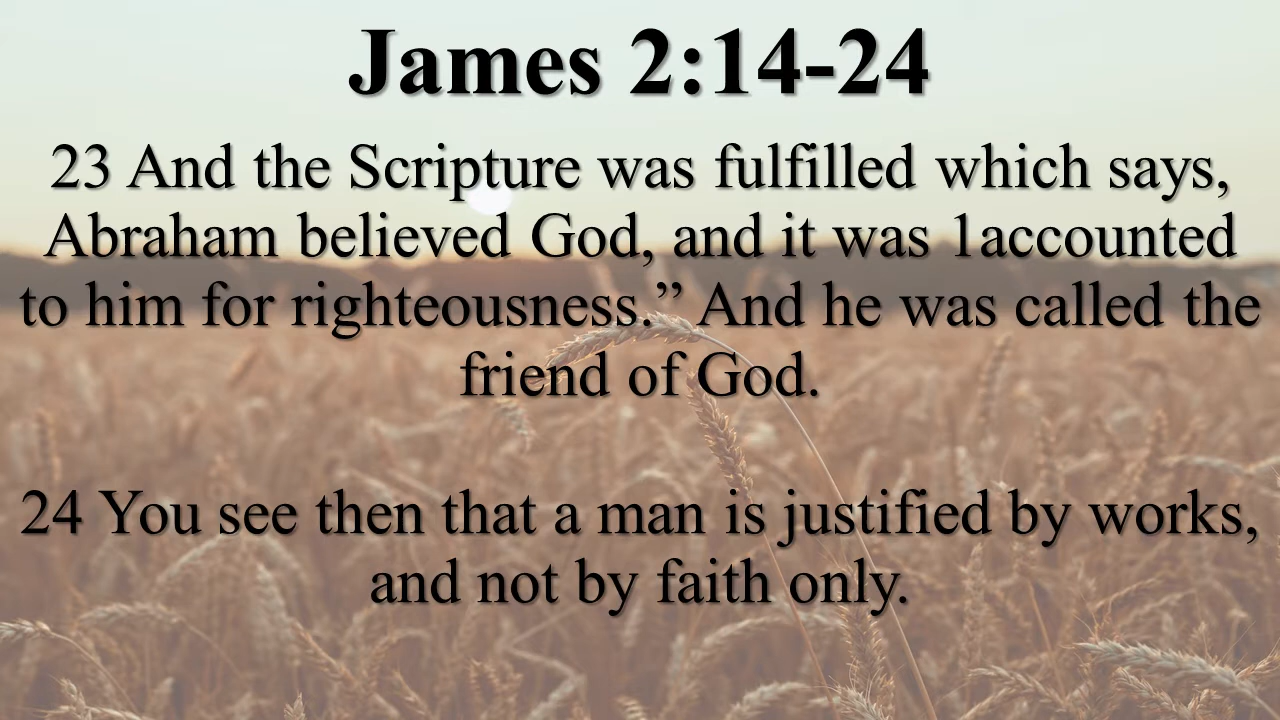 James 2:14-24
23 And the Scripture was fulfilled which says,
Abraham believed God, and it was 1accounted
to him for righteousness.” And he was called the
friend of God.
24 You see then that a man is justified by works,
and not by faith only.